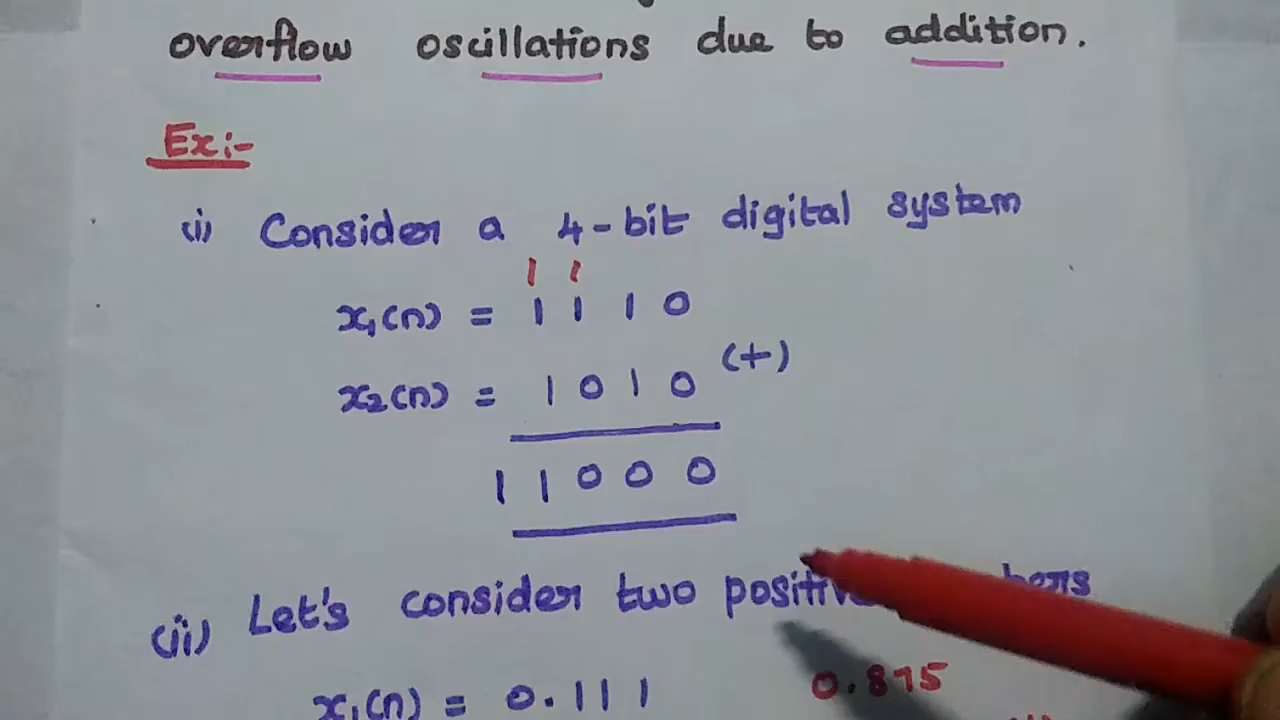 overflow oscillations due to addition.
Ex:-
(i) Consider a 4-bit digital system
1 1
x₁(n) = 1 1 1 0
x₂(n) = 1 0 1 0 (+)
1 1 0 0 0
(ii) Let's consider two
x₁(n) = 0.111 0.875